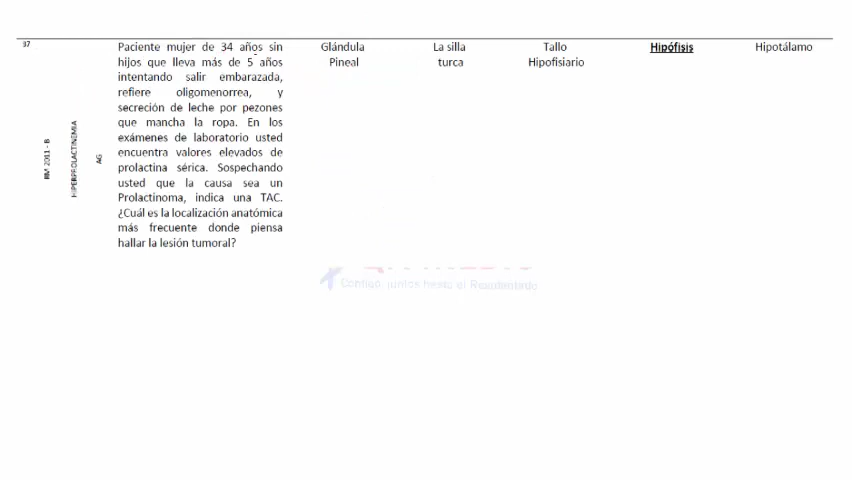 37
RM 2011 - B
HIPERPROLACTINEMIA
AG
Paciente mujer de 34 años sin
hijos que lleva más de 5 años
intentando salir embarazada,
refiere oligomenorrea, y
secreción de leche por pezones
que mancha la ropa. En los
exámenes de laboratorio usted
encuentra valores elevados de
prolactina sérica. Sospechando
usted que la causa sea un
Prolactínoma, indica una TAC.
¿Cuál es la localización anatómica
más frecuente donde piensa
hallar la lesión tumoral?
Glándula
Pineal
La silla
turca
Tallo
Hipofisiario
Hipófisis
Hipotálamo
Contigo, juntos hasta el Residentado